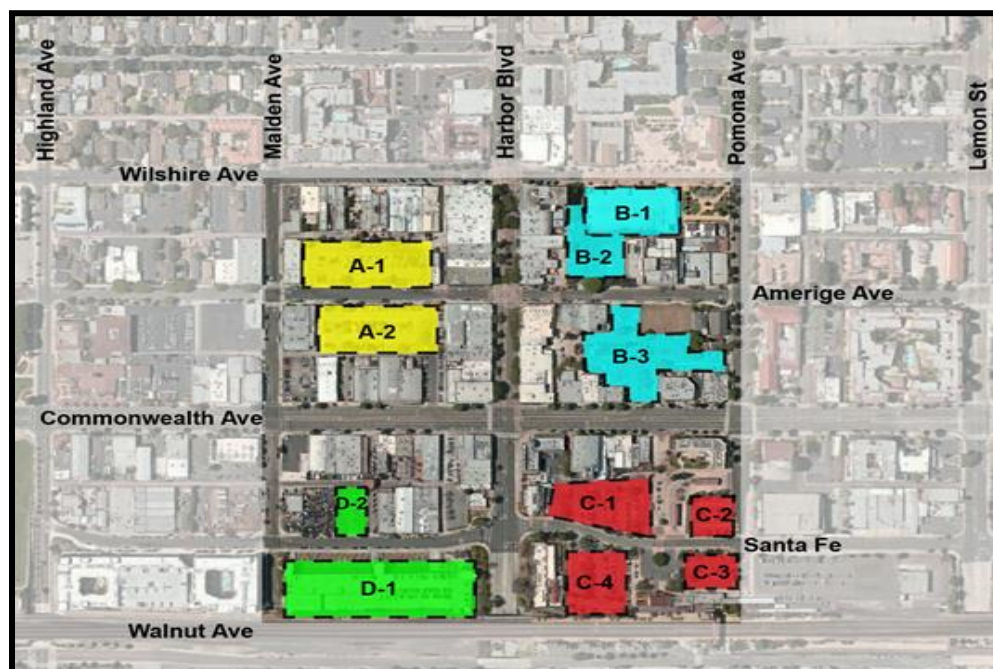 Highland Ave
Malden Ave
Harbor Blvd
Pomona Ave
Lemon St
Wilshire Ave
B-1
A-1
B-2
Amerige Ave
A-2
B-3
Commonwealth Ave
D-2
C-1
C-2
Santa Fe
D-1
C-4
C-3
Walnut Ave